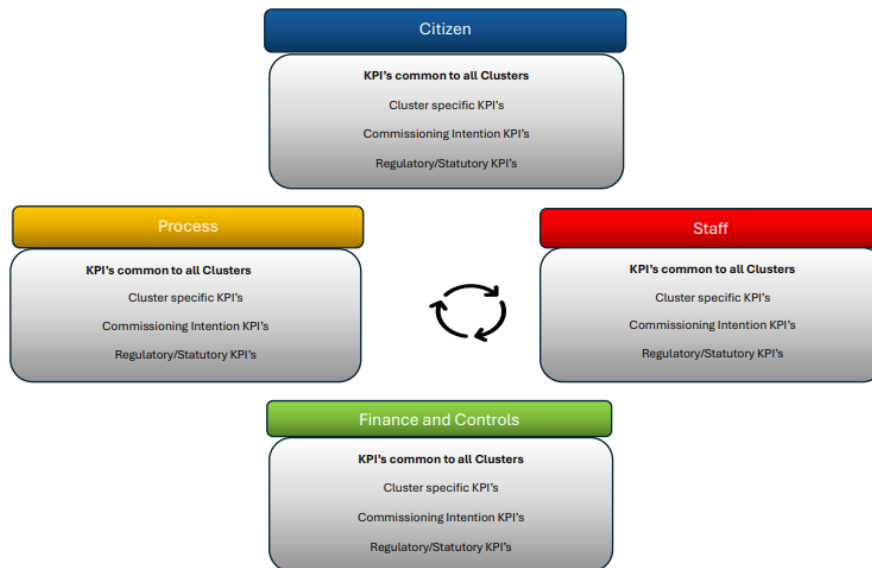 Citizen
KPI's common to all Clusters
Cluster specific KPI's
Commissioning Intention KPI's
Regulatory/Statutory KPI's
Process
KPI's common to all Clusters
Cluster specific KPI's
Commissioning Intention KPI's
Regulatory/Statutory KPI's
Staff
KPI's common to all Clusters
Cluster specific KPI's
Commissioning Intention KPI's
Regulatory/Statutory KPI's
Finance and Controls
KPI's common to all Clusters
Cluster specific KPI's
Commissioning Intention KPI's
Regulatory/Statutory KPI's